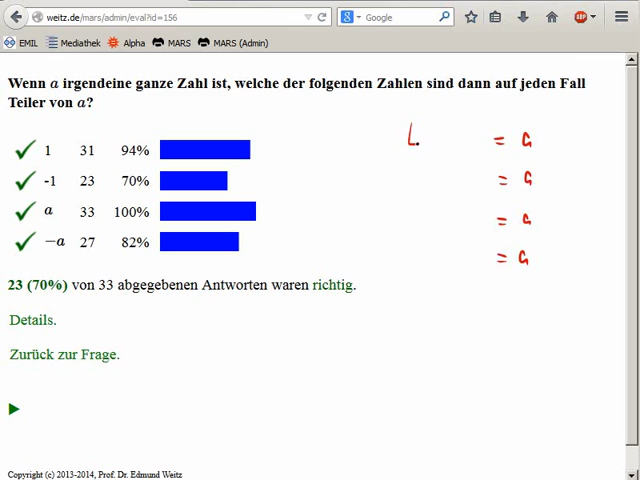 weitz.de/mars/admin/eval?id=156
Google
EMIL Mediathek Alpha MARS MARS (Admin)
Wenn a irgendeine ganze Zahl ist, welche der folgenden Zahlen sind dann auf jeden Fall
Teiler von a?
1 31 94% = a
-1 23 70% = a
a 33 100% = a
−a 27 82% = a
23 (70%) von 33 abgegebenen Antworten waren richtig.
Details.
Zurück zur Frage.
Copyright (c) 2013-2014, Prof. Dr. Edmund Weitz